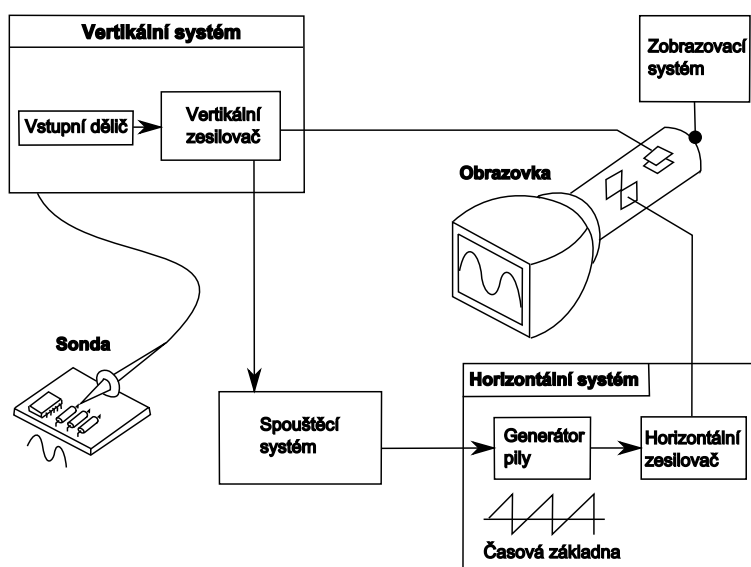 Vertikální systém
Vstupní dělič
Vertikální
zesilovač
Zobrazovací
systém
Obrazovka
Sonda
Spouštěcí
systém
Horizontální systém
Generátor
pily
Horizontální
zesilovač
Časová základna